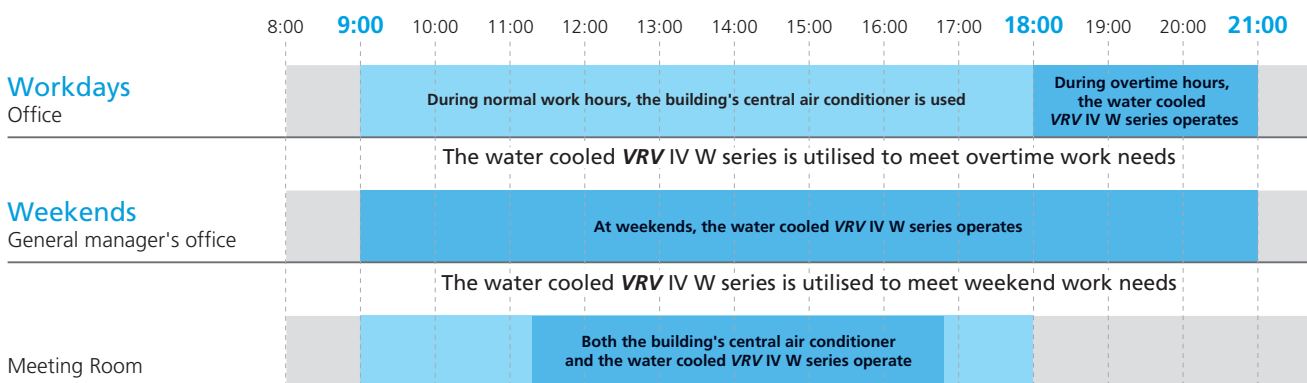 8:00 9:00 10:00 11:00 12:00 13:00 14:00 15:00 16:00 17:00 18:00 19:00 20:00 21:00
Workdays
Office
During normal work hours, the building's central air conditioner is used
During overtime hours,
the water cooled
VRV IV W series operates
The water cooled VRV IV W series is utilised to meet overtime work needs
Weekends
General manager's office
At weekends, the water cooled VRV IV W series operates
The water cooled VRV IV W series is utilised to meet weekend work needs
Meeting Room
Both the building's central air conditioner
and the water cooled VRV IV W series operate